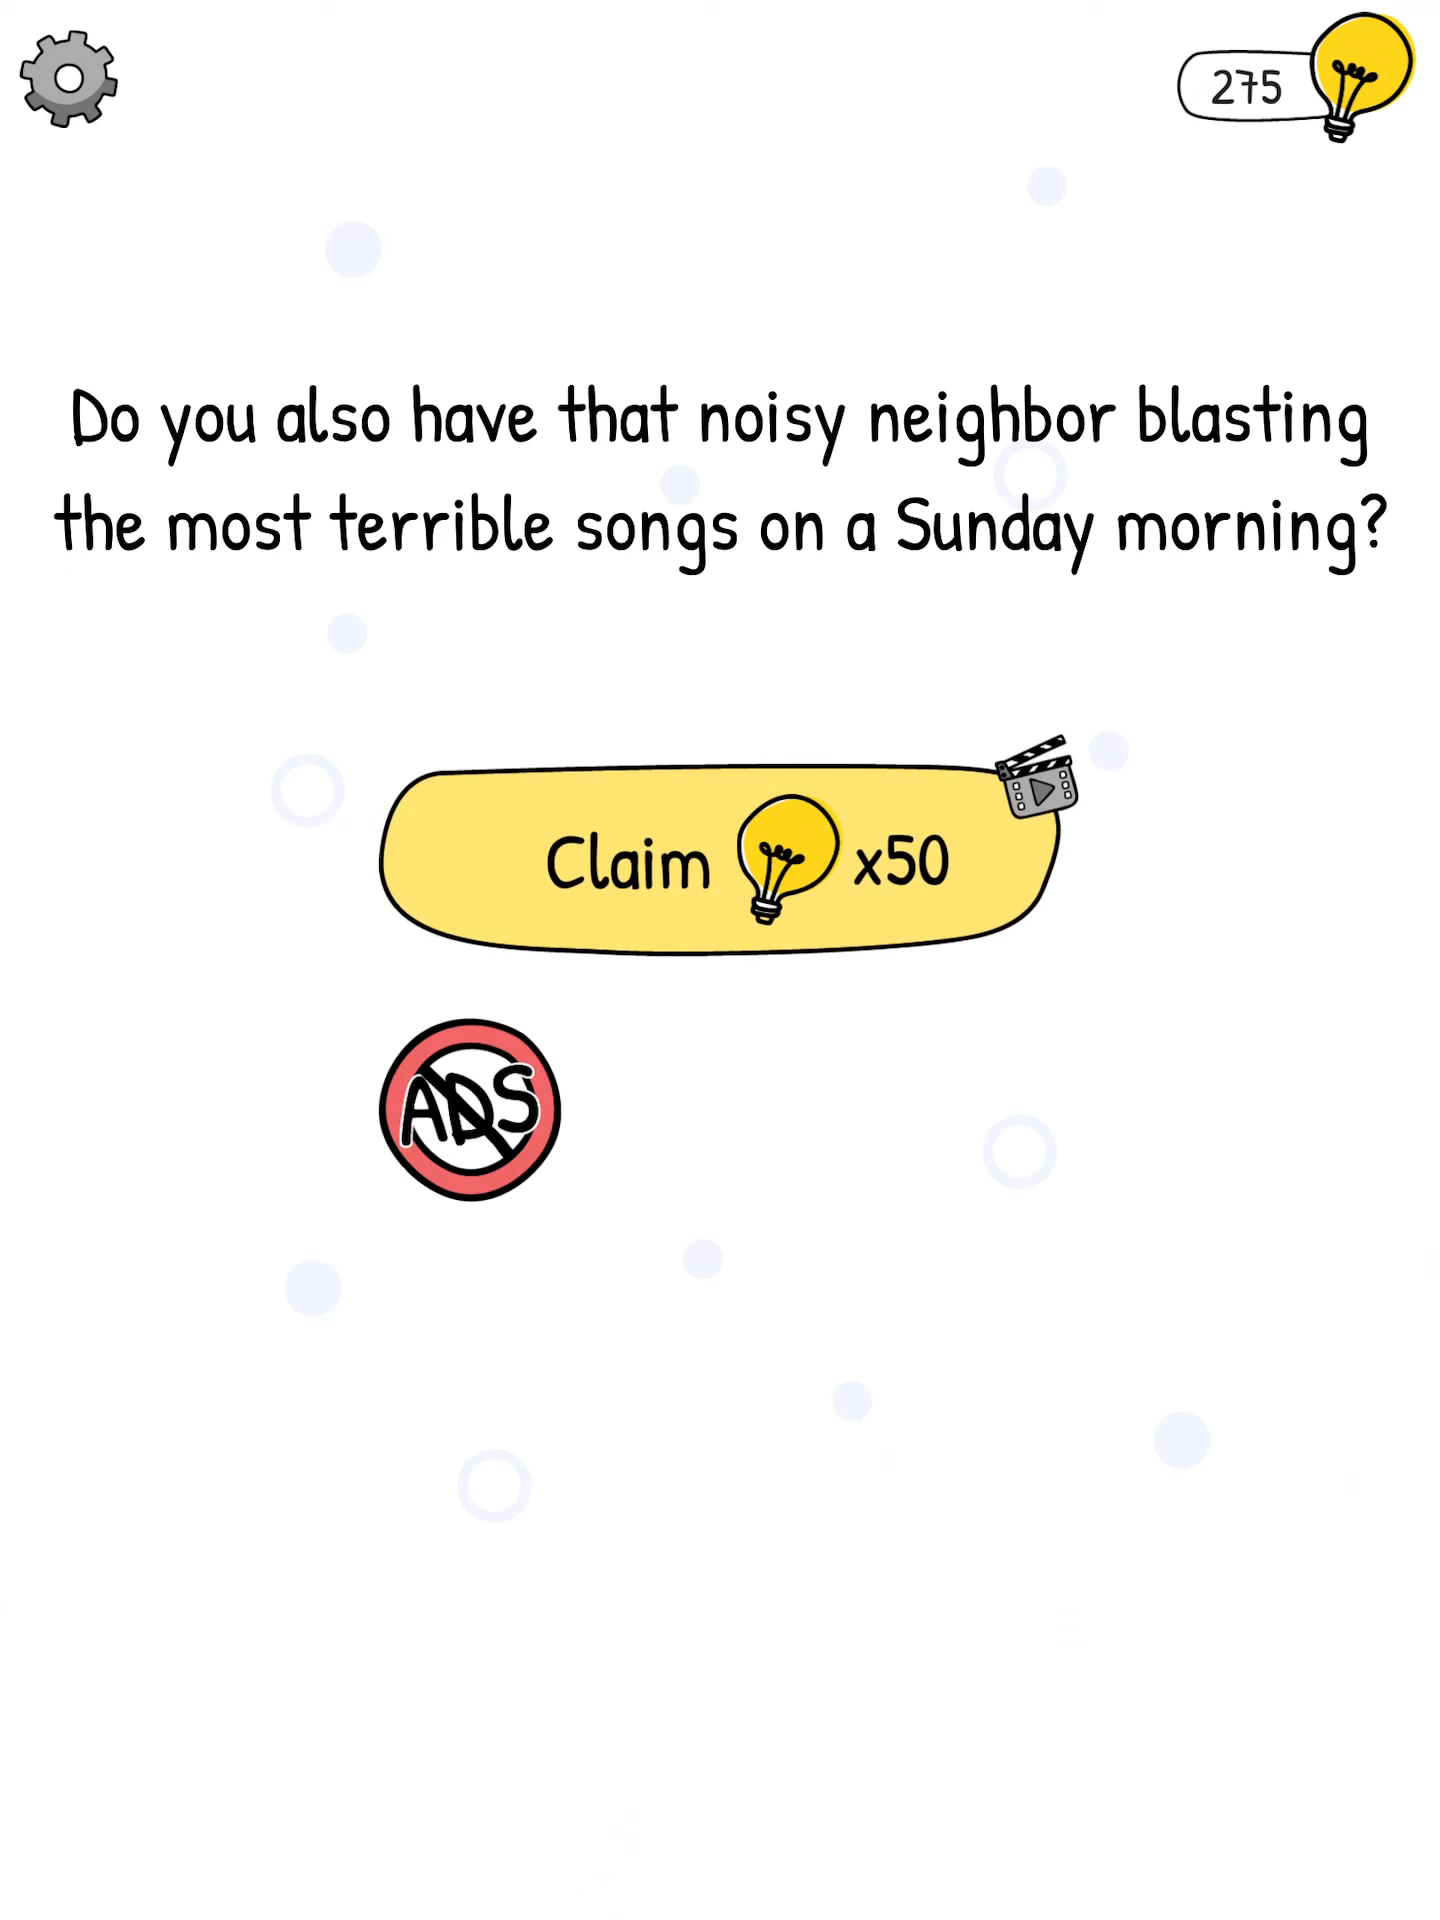 275
Do you also have that noisy neighbor blasting
the most terrible songs on a Sunday morning?
Claim x50
ADS